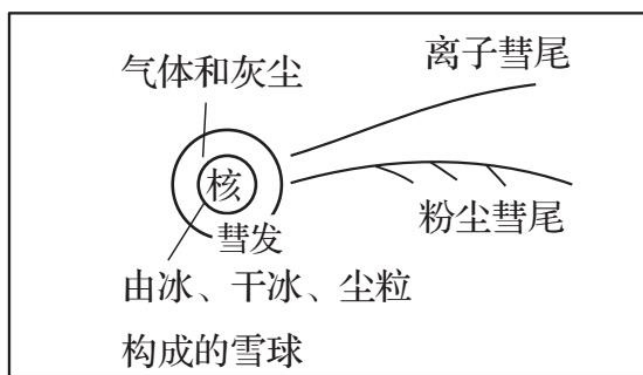 气体和灰尘
离子彗尾
核
彗发
粉尘彗尾
由冰、干冰、尘粒
构成的雪球